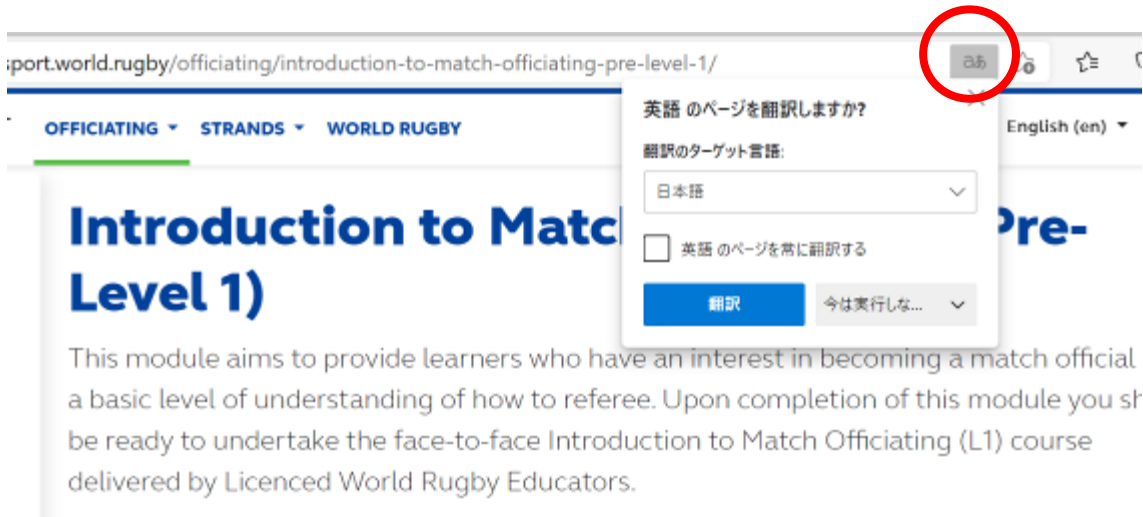 port.world.rugby/officiating/introduction-to-match-officiating-pre-level-1/
aあ
OFFICIATING
STRANDS
WORLD RUGBY
English (en)
英語 のページを翻訳しますか?
翻訳のターゲット言語:
日本語
英語 のページを常に翻訳する
翻訳
今は実行しな...
Introduction to Matc Pre-
Level 1)
This module aims to provide learners who have an interest in becoming a match official
a basic level of understanding of how to referee. Upon completion of this module you sh
be ready to undertake the face-to-face Introduction to Match Officiating (L1) course
delivered by Licenced World Rugby Educators.